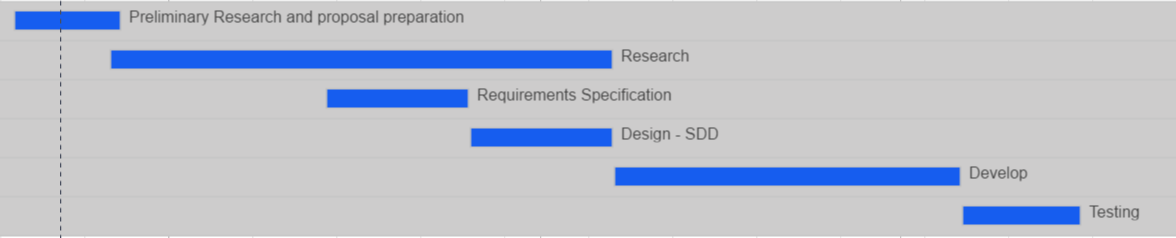 Preliminary Research and proposal preparation
Research
Requirements Specification
Design - SDD
Develop
Testing